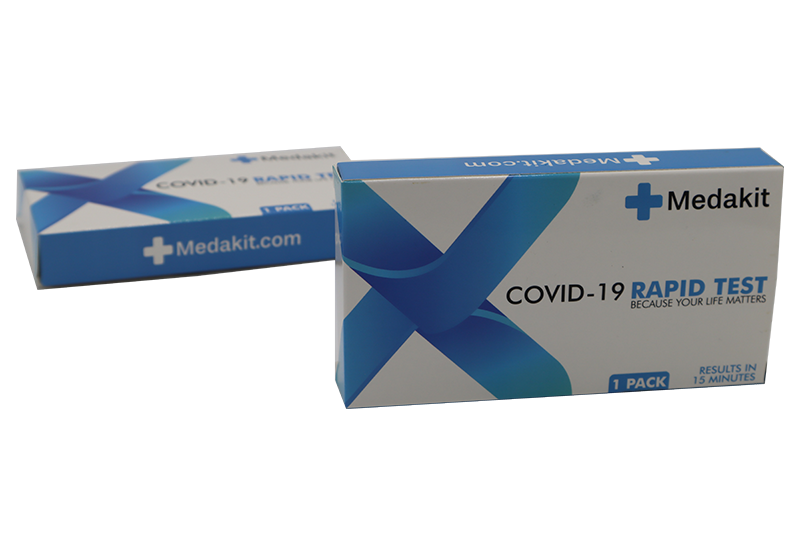 Medakit
COVID-19 RAPID TEST
1 PACK
Medakit.com
Medakit.com
Medakit
COVID-19 RAPID TEST
BECAUSE YOUR LIFE MATTERS
1 PACK
RESULTS IN
15 MINUTES